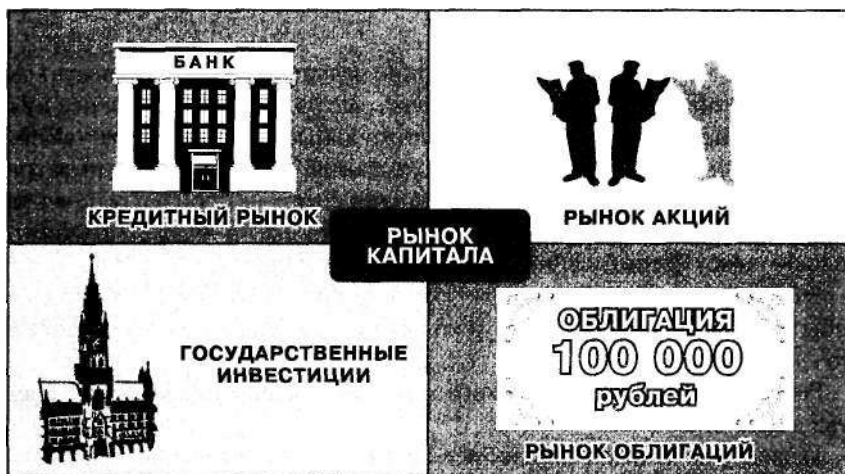 БАНК
КРЕДИТНЫЙ РЫНОК
РЫНОК АКЦИЙ
РЫНОК
КАПИТАЛА
ГОСУДАРСТВЕННЫЕ
ИНВЕСТИЦИИ
ОБЛИГАЦИЯ
100 000
рублей
РЫНОК ОБЛИГАЦИЙ